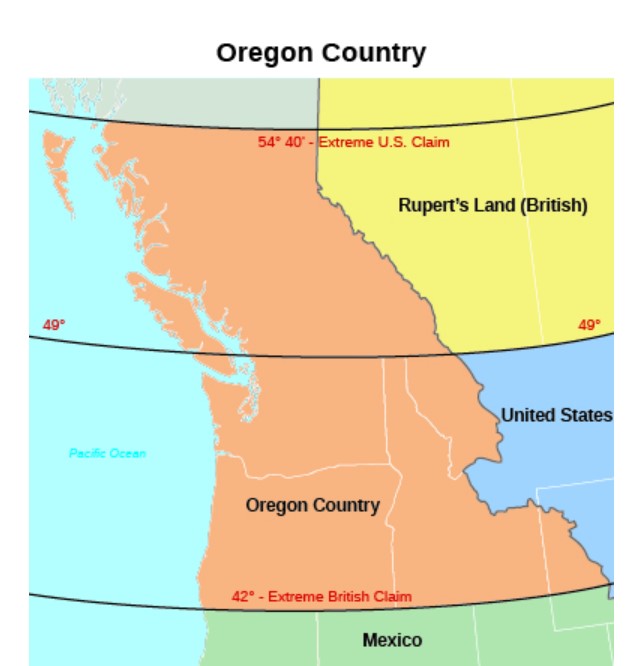 Oregon Country
54° 40' - Extreme U.S. Claim
Rupert's Land (British)
49°
49°
United States
Pacific Ocean
Oregon Country
42° - Extreme British Claim
Mexico